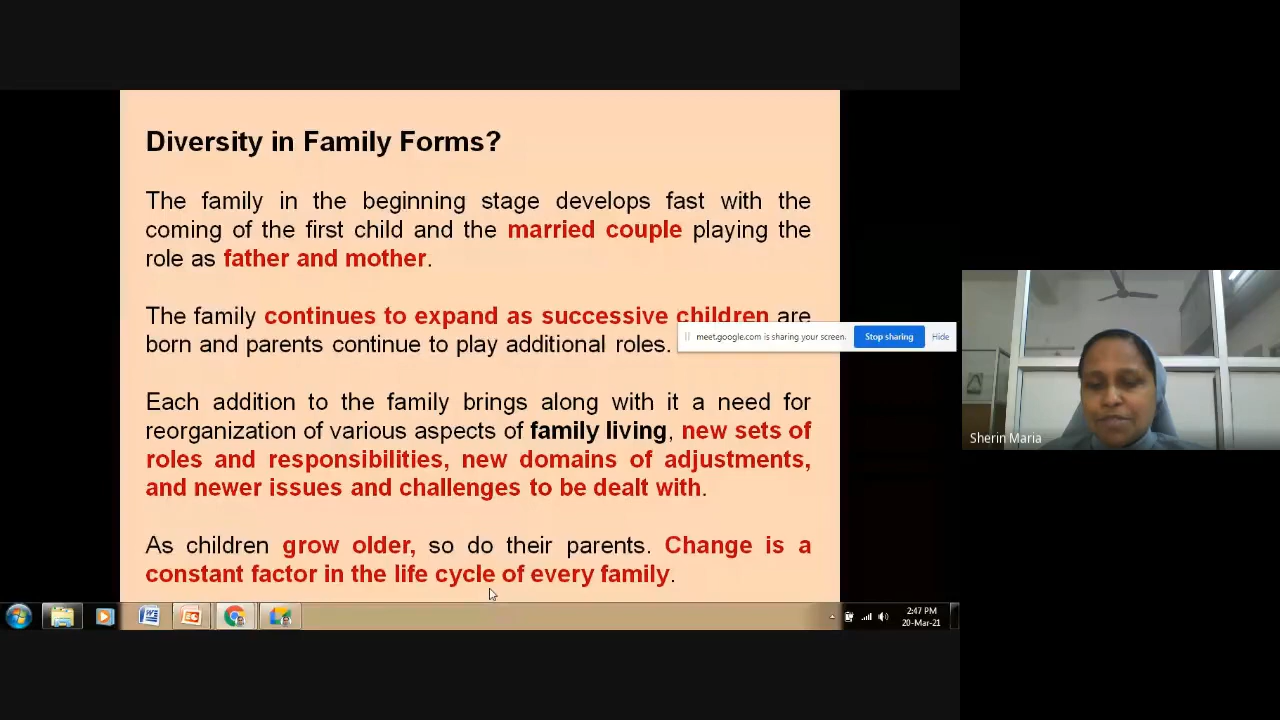 Diversity in Family Forms?
The family in the beginning stage develops fast with the
coming of the first child and the married couple playing the
role as father and mother.
The family continues to expand as successive children are
born and parents continue to play additional roles.
meet.google.com is sharing your screen.
Stop sharing
Hide
Each addition to the family brings along with it a need for
reorganization of various aspects of family living, new sets of
roles and responsibilities, new domains of adjustments,
and newer issues and challenges to be dealt with.
As children grow older, so do their parents. Change is a
constant factor in the life cycle of every family.
Sherin Maria
2:47 PM
20-Mar-21